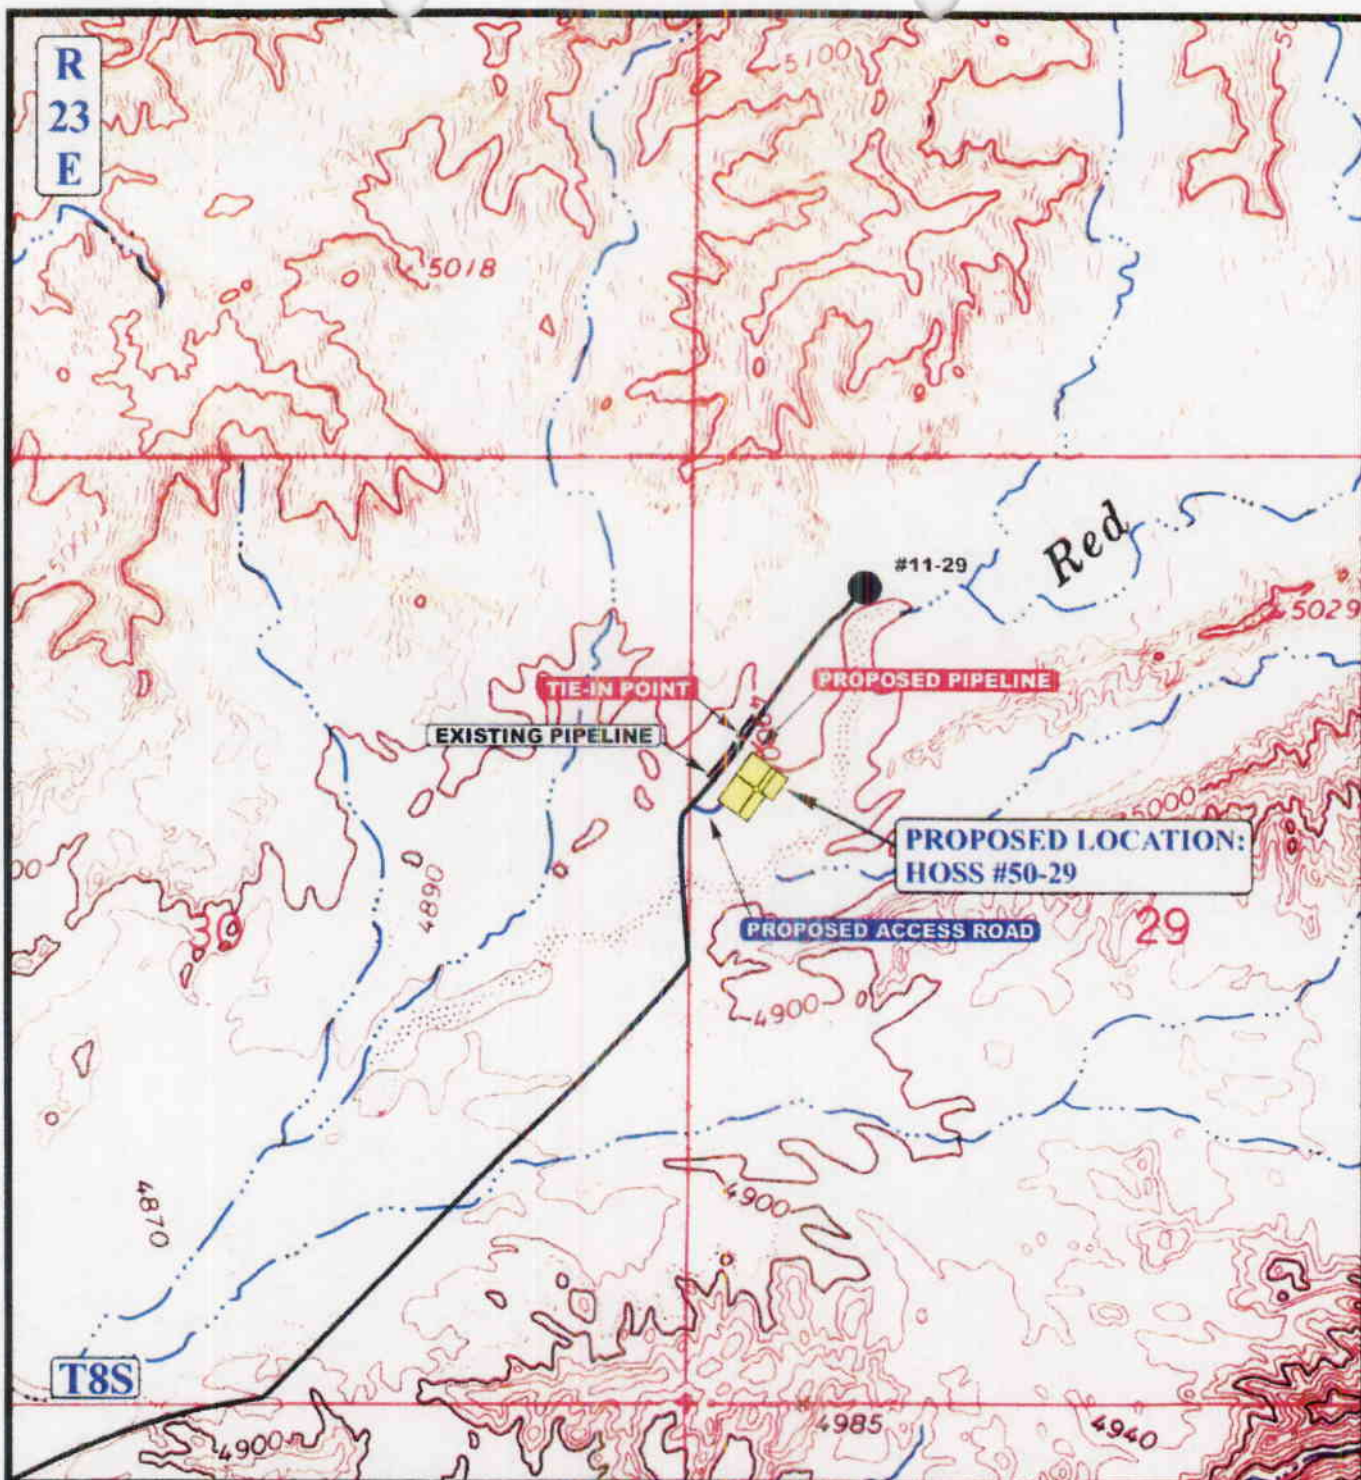 R
23
E
5100
5018
Red
#11-29
5029
TIE-IN POINT
PROPOSED PIPELINE
EXISTING PIPELINE
5000
PROPOSED LOCATION:
HOSS #50-29
4890
PROPOSED ACCESS ROAD
29
30
4900
4870
4900
T8S
4900
4985
4940